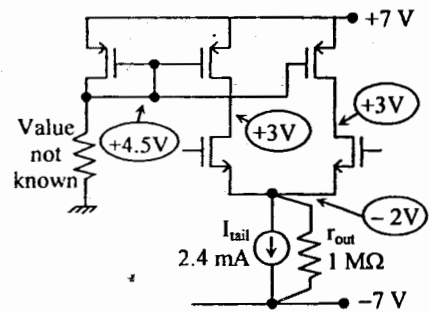 +7 V
+3V
Value
not
known
+4.5V
+3V
− 2V
I_tail
2.4 mA
r_out
1 MΩ
−7 V